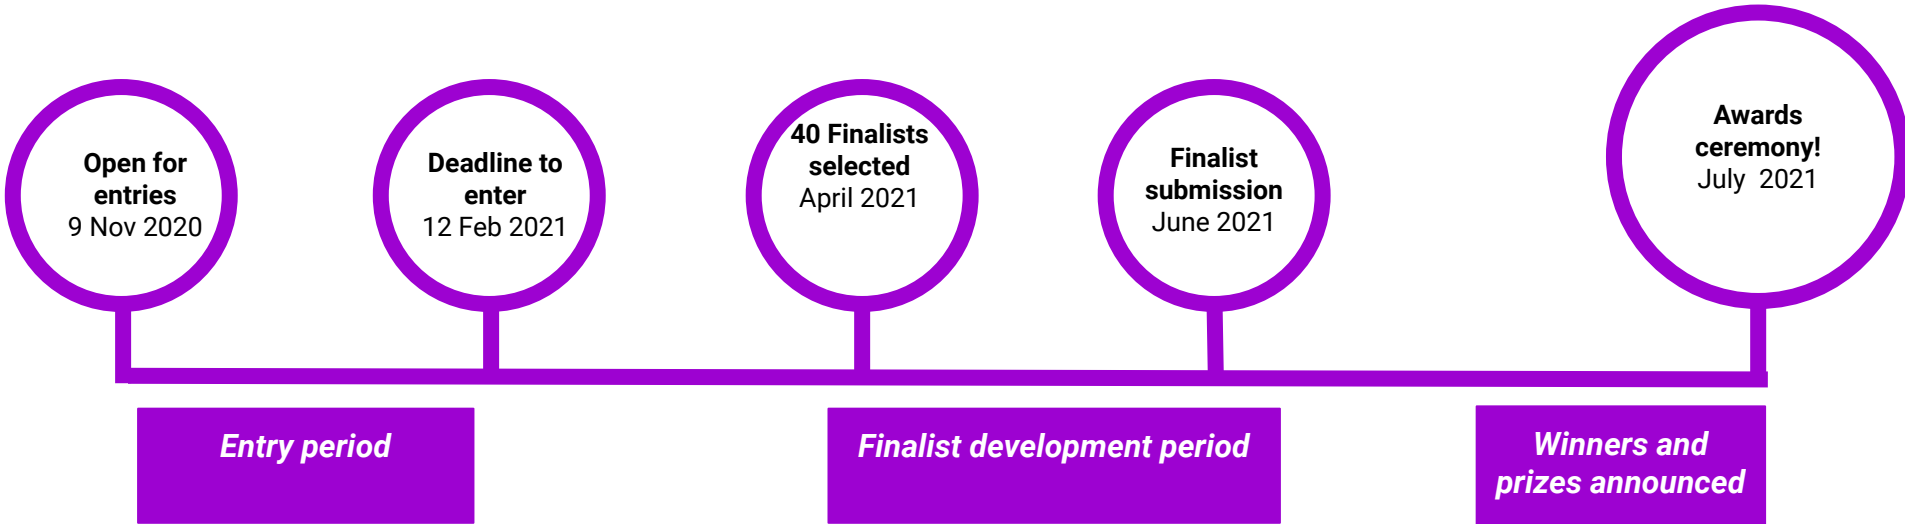 Open for
entries
9 Nov 2020
Deadline to
enter
12 Feb 2021
40 Finalists
selected
April 2021
Finalist
submission
June 2021
Awards
ceremony!
July 2021
Entry period
Finalist development period
Winners and
prizes announced